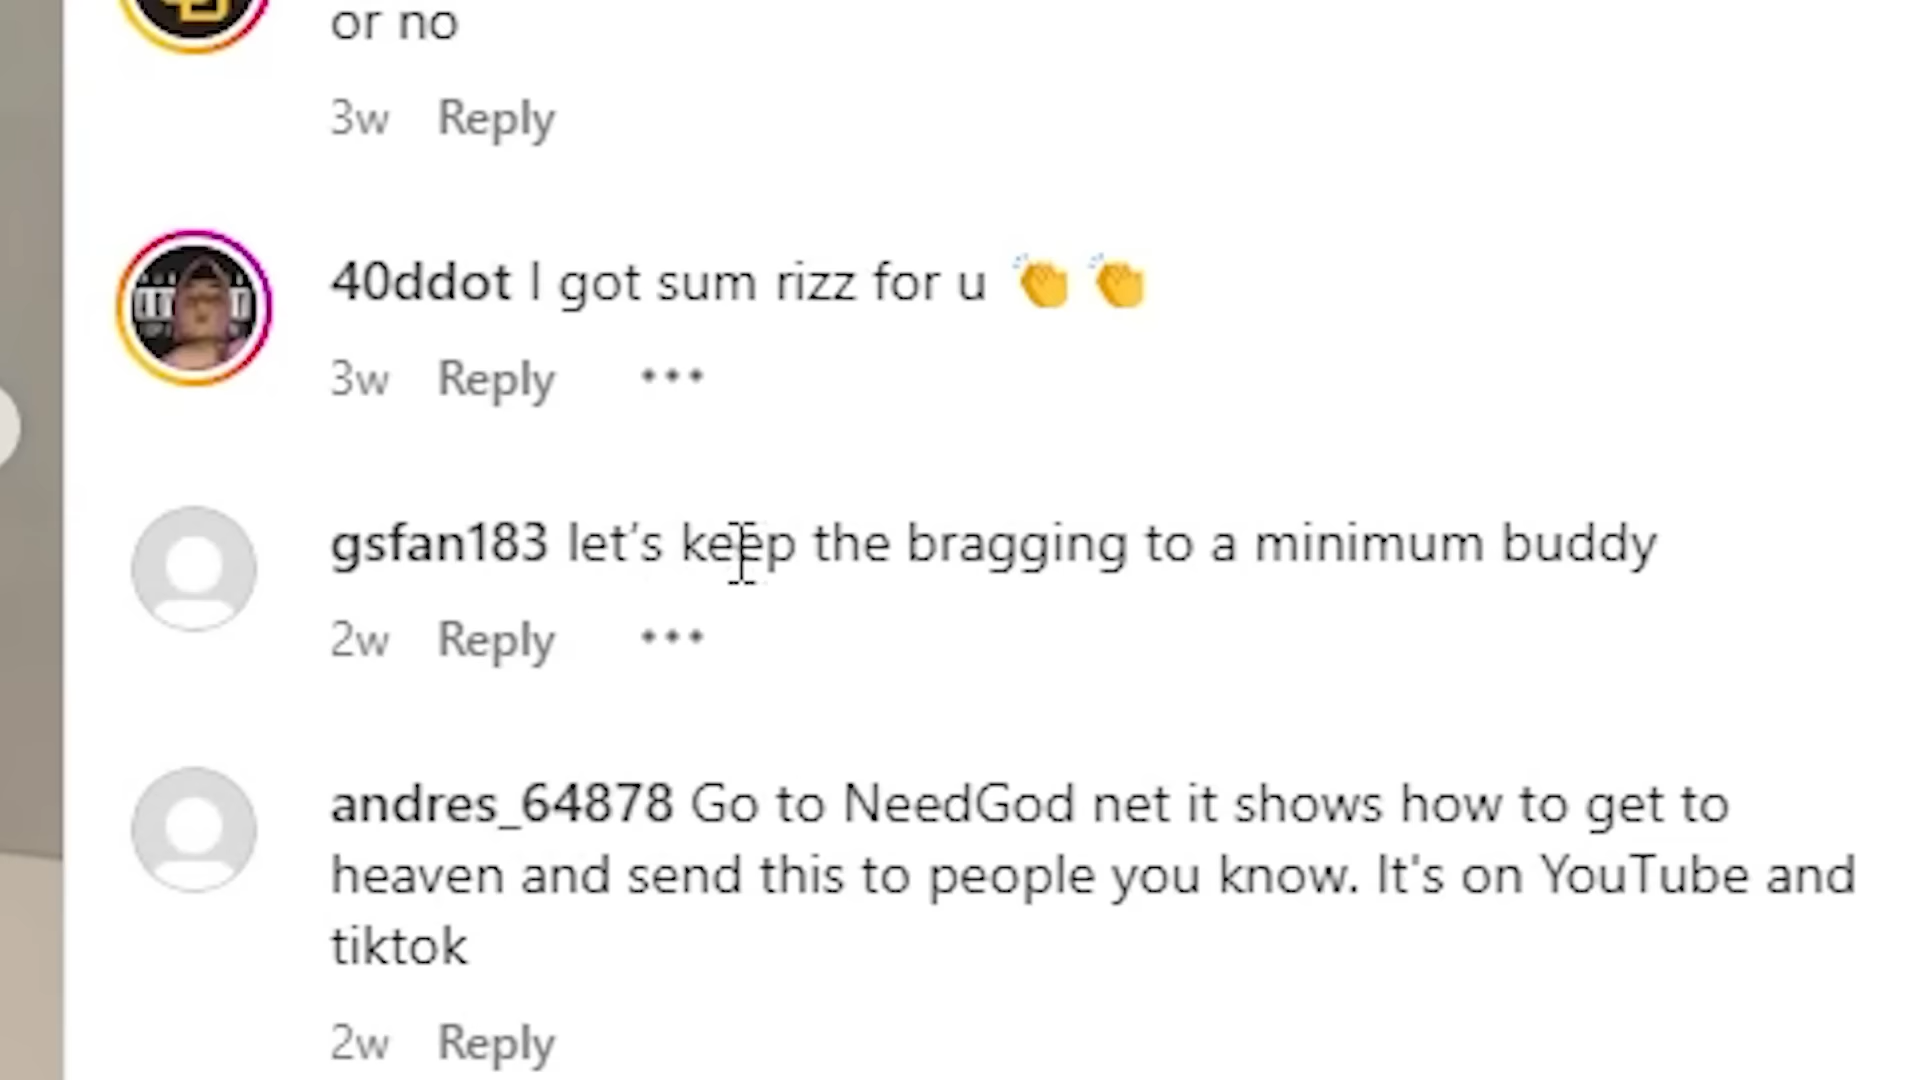 or no
3w Reply
40ddot I got sum rizz for u 👏 👏
3w Reply •••
gsfan183 let's keep the bragging to a minimum buddy
2w Reply •••
andres_64878 Go to NeedGod net it shows how to get to
heaven and send this to people you know. It's on YouTube and
tiktok
2w Reply